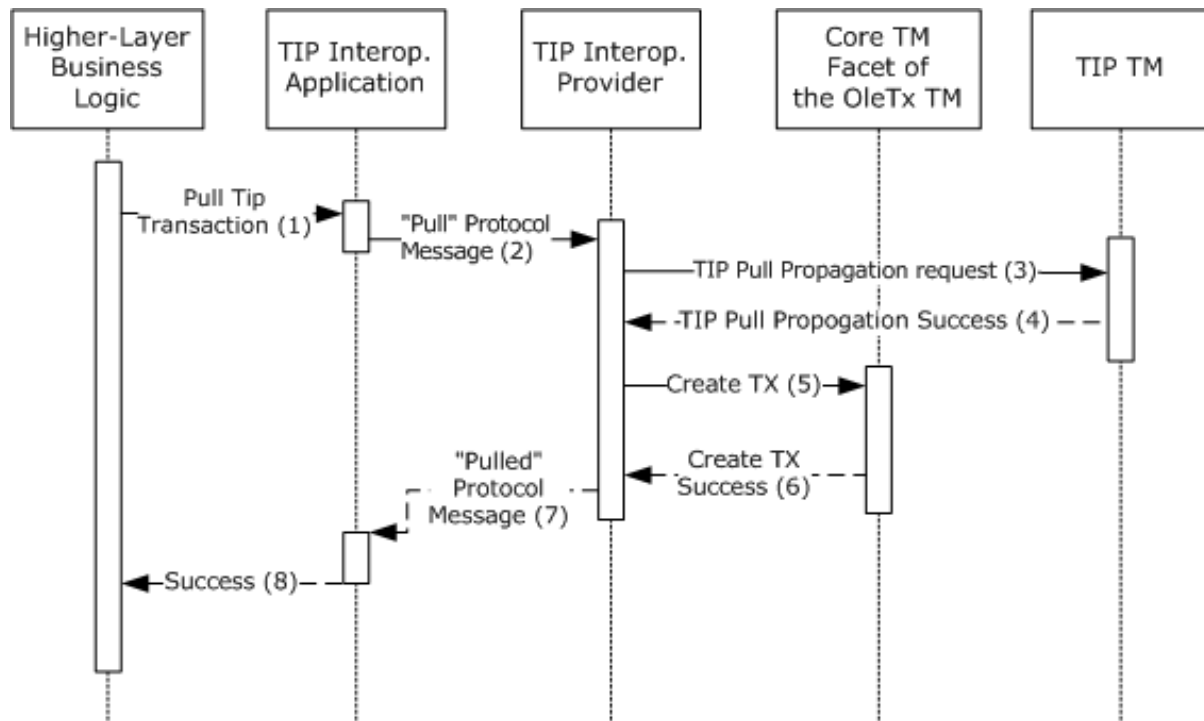 Higher-Layer
Business
Logic
TIP Interop.
Application
TIP Interop.
Provider
Core TM
Facet of
the OleTx TM
TIP TM
Pull Tip
Transaction (1)
"Pull" Protocol
Message (2)
TIP Pull Propagation request (3)
TIP Pull Propogation Success (4)
Create TX (5)
Create TX
Success (6)
"Pulled"
Protocol
Message (7)
Success (8)